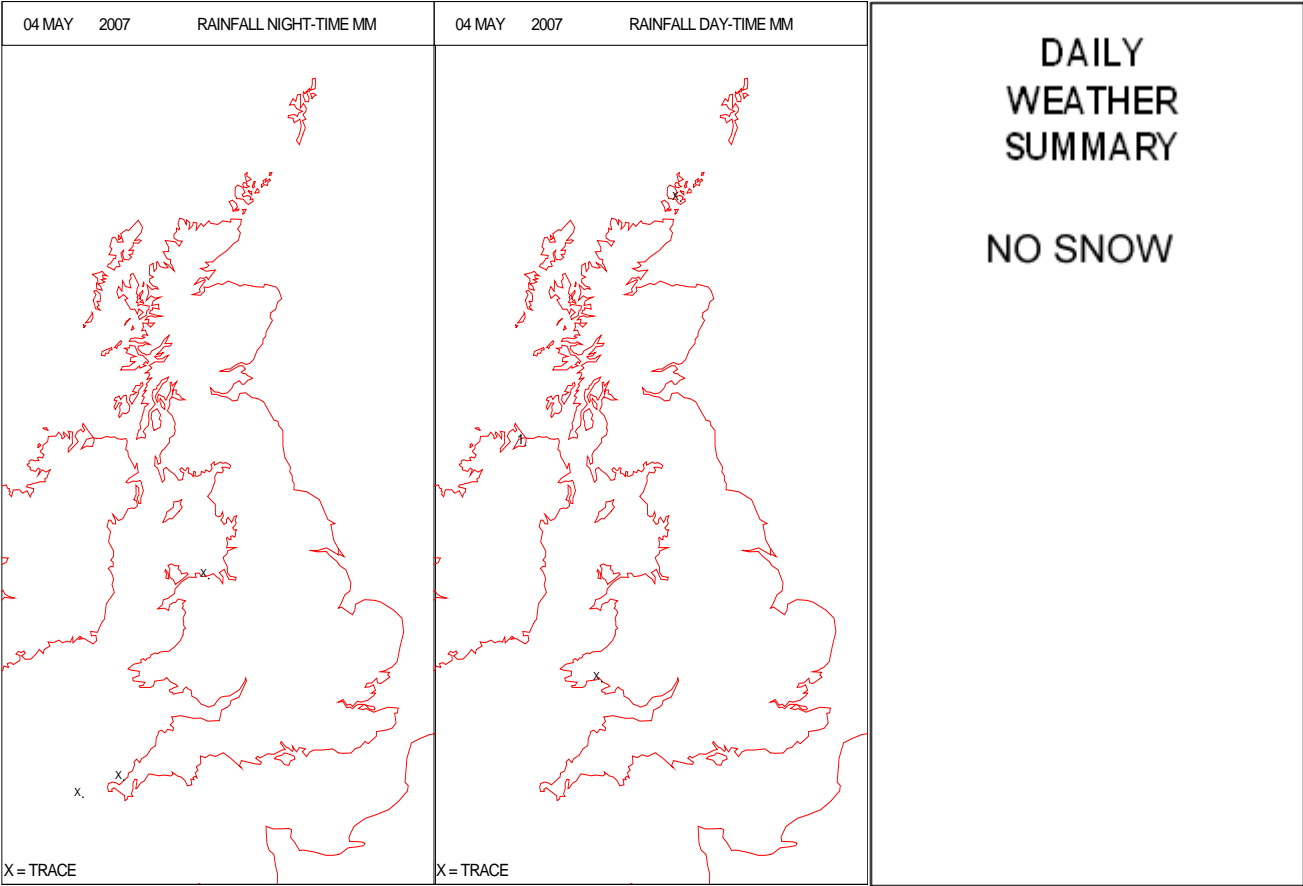 04 MAY 2007 RAINFALL NIGHT-TIME MM
X.
X.
X.
X = TRACE
04 MAY 2007 RAINFALL DAY-TIME MM
X.
1
X.
X = TRACE
DAILY
WEATHER
SUMMARY
NO SNOW